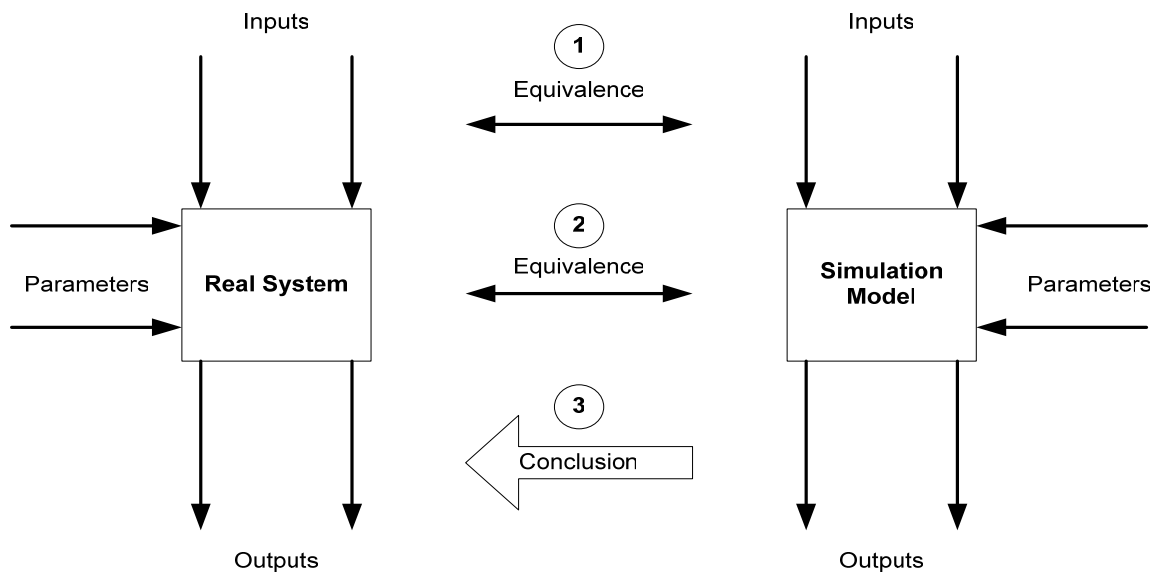 Inputs
1
Inputs
Equivalence
2
Equivalence
Parameters
Real System
Simulation
Model
Parameters
3
Conclusion
Outputs
Outputs